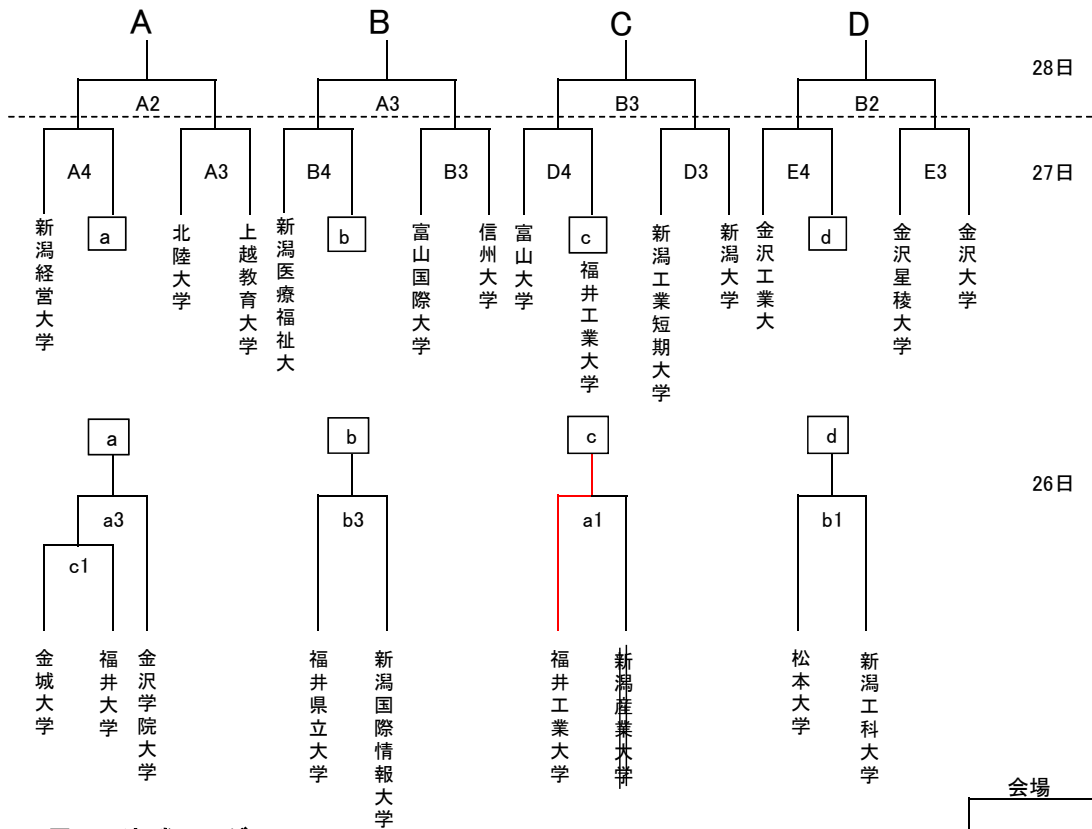 A
B
C
D
28日
A2
A3
B3
B2
27日
A4
A3
B4
B3
D4
D3
E4
E3
新潟経営大学
a
北陸大学
上越教育大学
新潟医療福祉大
b
富山国際大学
信州大学
富山大学
c
福井工業大学
新潟工業短期大学
新潟大学
金沢工業大
d
金沢星稜大学
金沢大学
a
b
c
d
26日
a3
b3
a1
b1
c1
金城大学
福井大学
金沢学院大学
福井県立大学
新潟国際情報大学
福井工業大学
新潟産業大学
松本大学
新潟工科大学
会場